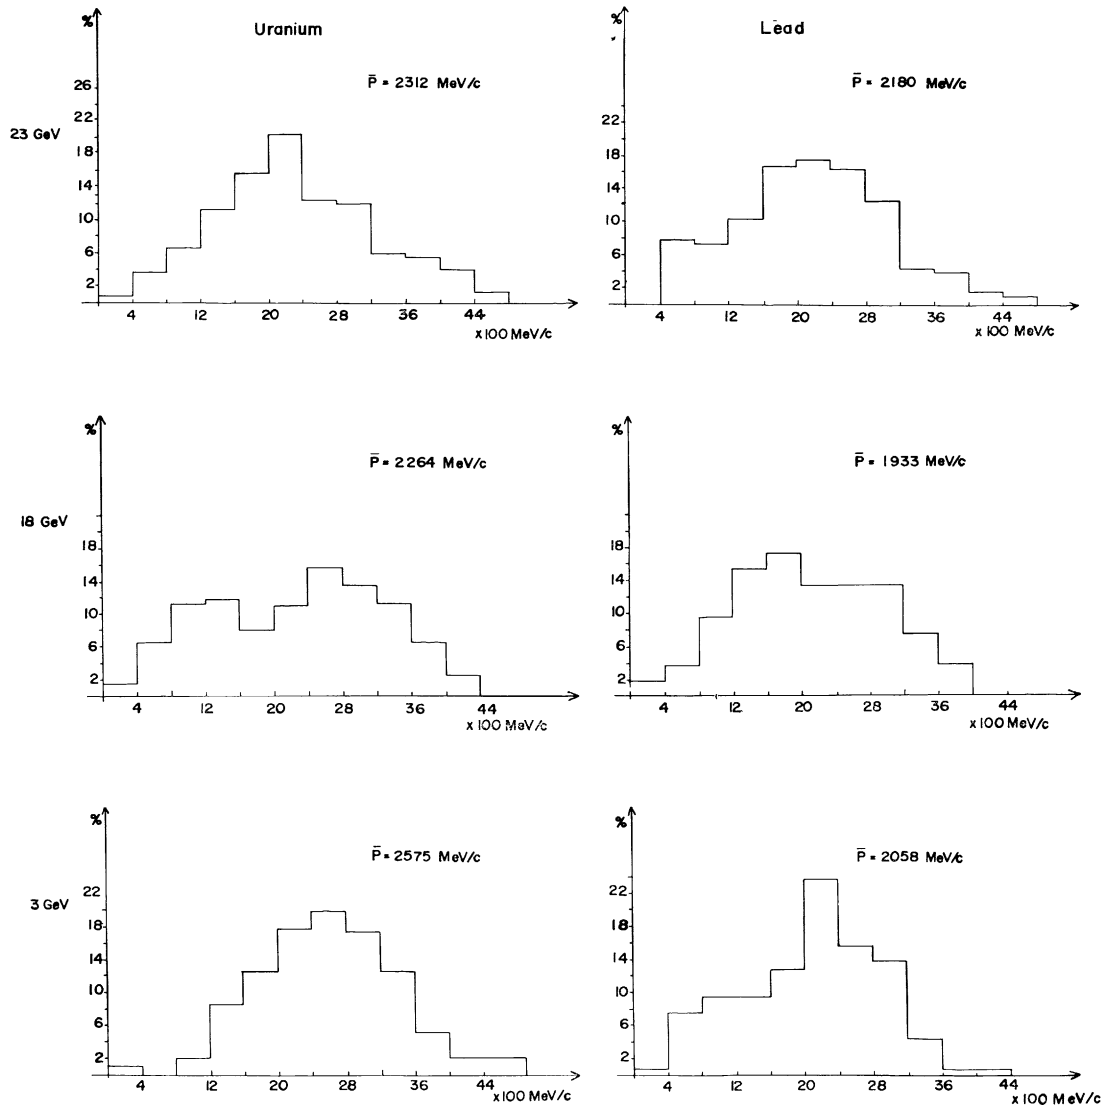 Uranium
Lead
23 GeV
%
P̄ = 2312 MeV/c
26
22
18
14
10
6
2
4 12 20 28 36 44
x100 MeV/c
%
P̄ = 2180 MeV/c
22
18
14
10
6
2
4 12 20 28 36 44
x 100 MeV/c
18 GeV
%
P̄ = 2264 MeV/c
18
14
10
6
2
4 12 20 28 36 44
x 100 MeV/c
%
P̄ = 1933 MeV/c
18
14
10
6
2
4 12 20 28 36 44
x 100 MeV/c
3 GeV
%
P̄ = 2575 MeV/c
22
18
14
10
6
2
4 12 20 28 36 44
x100 MeV/c
%
P̄ = 2058 MeV/c
22
18
14
10
6
2
4 12 20 28 36 44
x 100 MeV/c